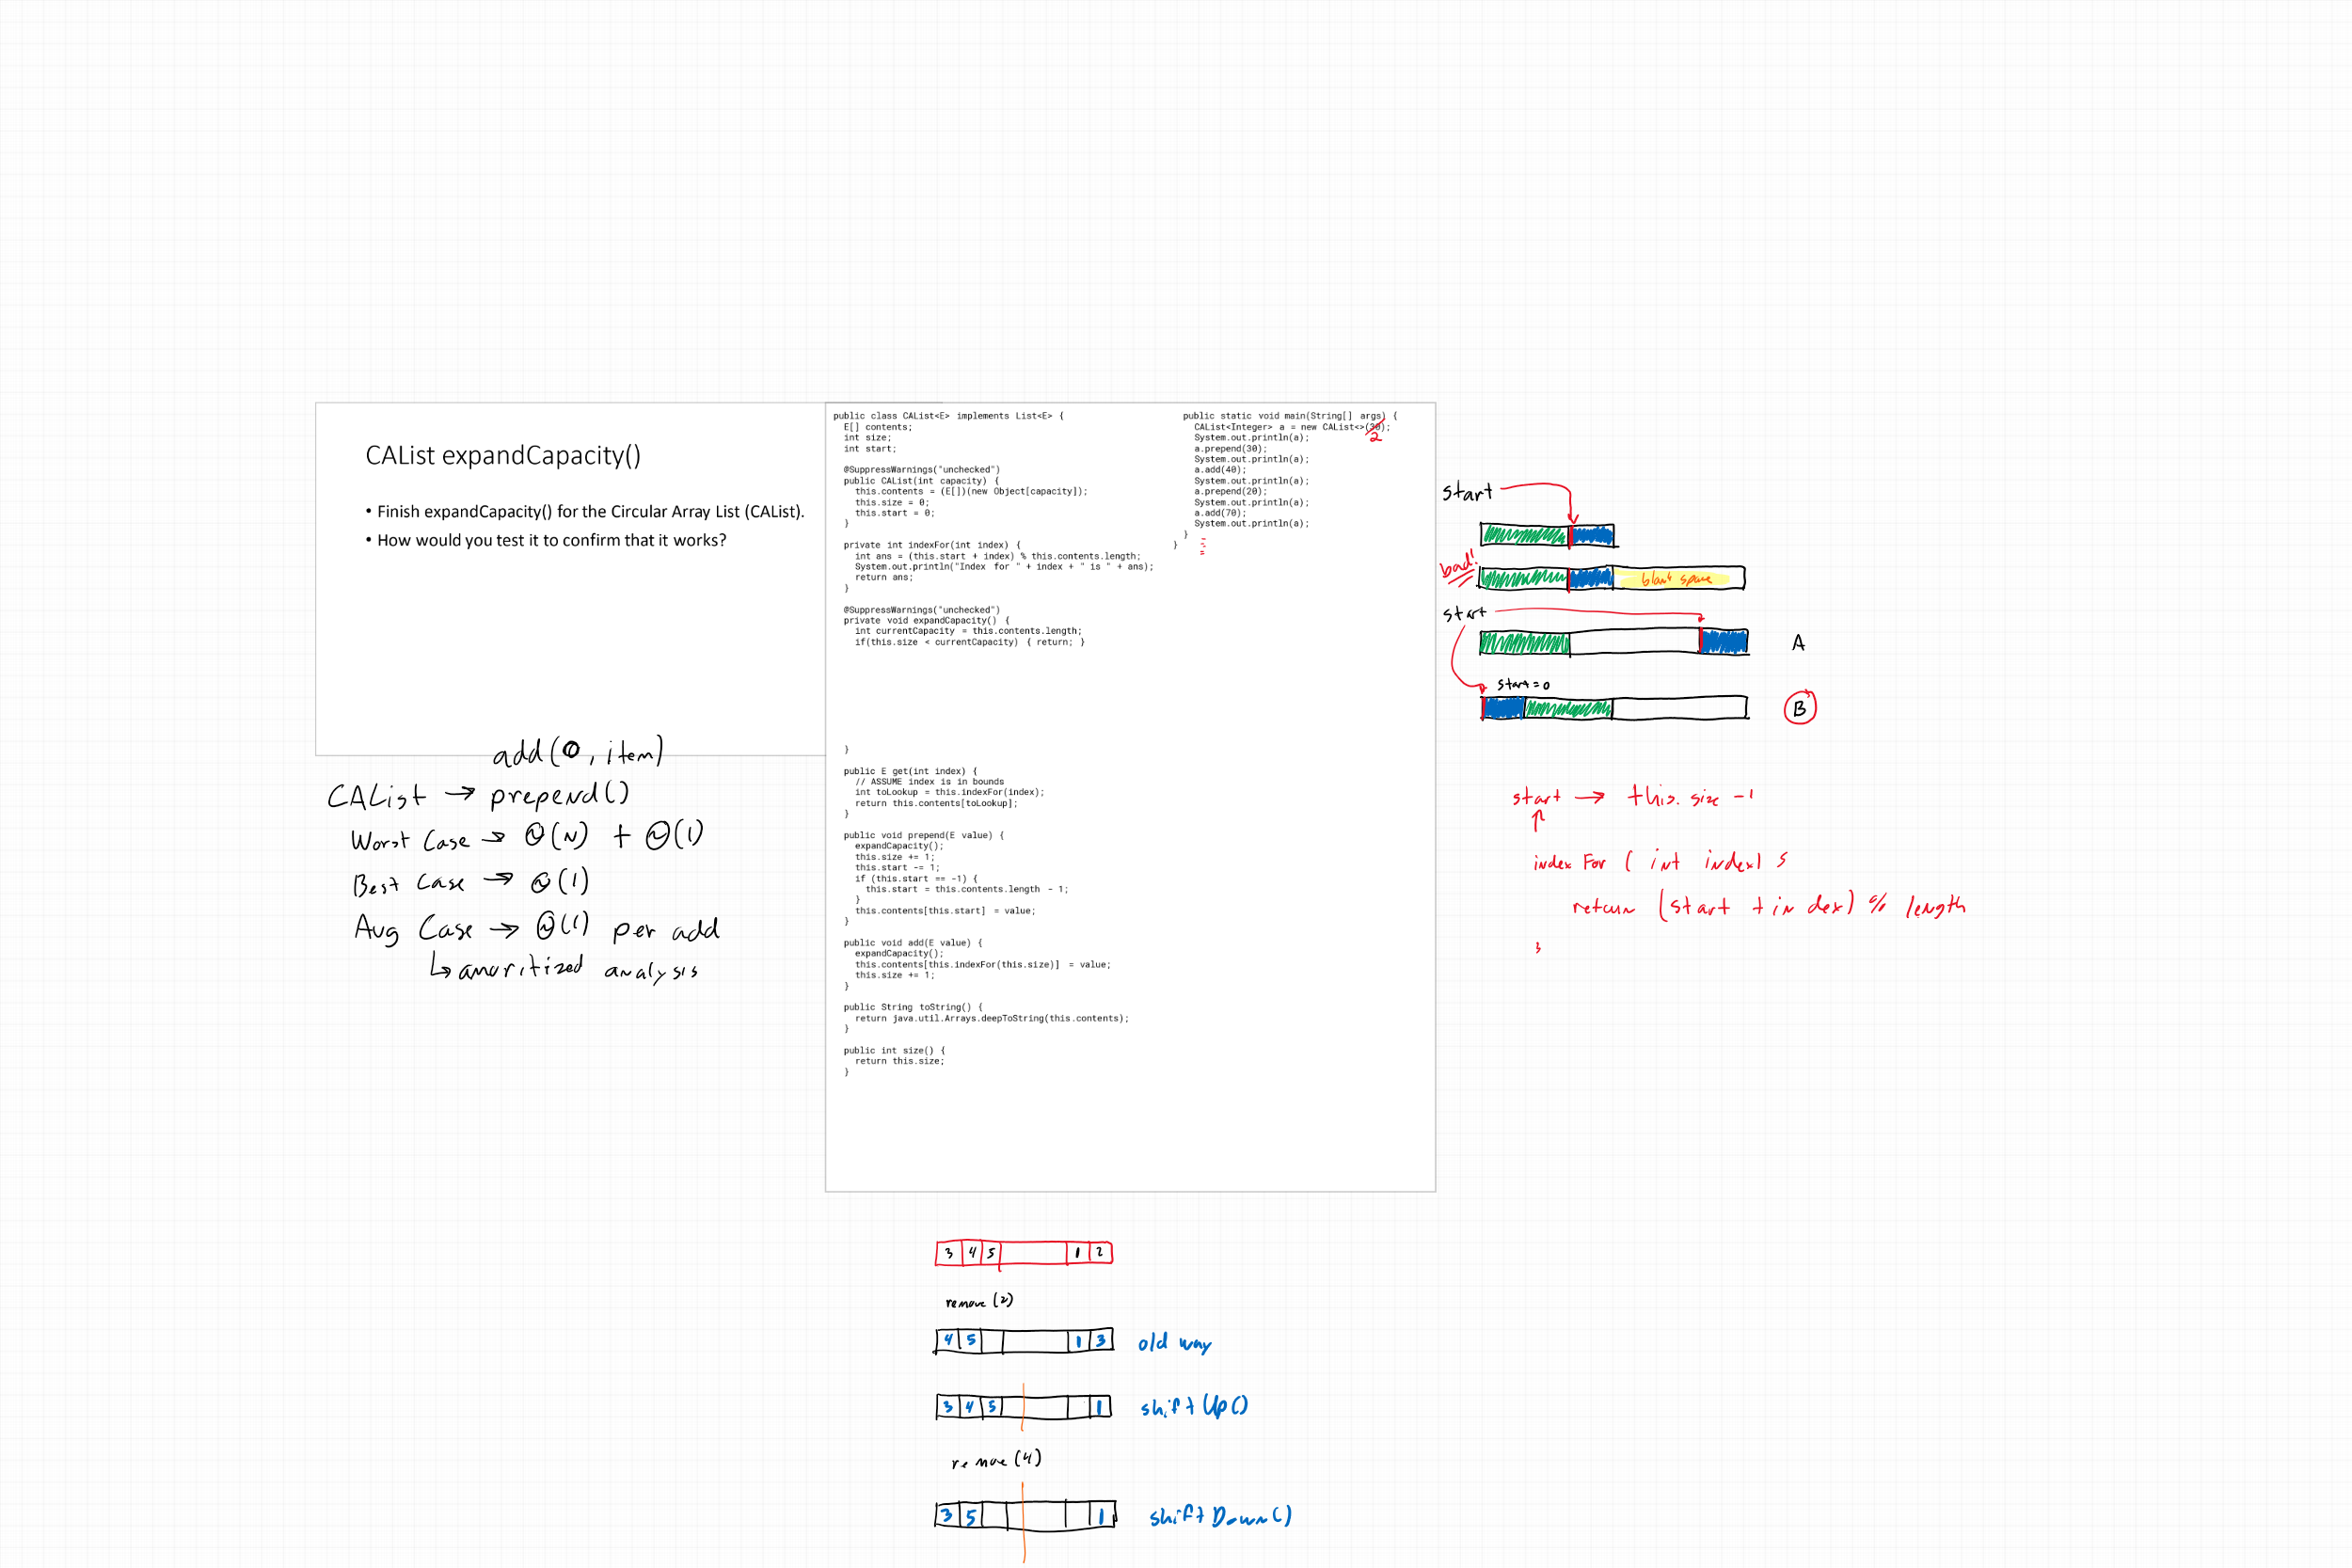 CAList expandCapacity()
• Finish expandCapacity() for the Circular Array List (CAList).
• How would you test it to confirm that it works?
add(0, item)
CAList → prepend()
Worst Case → Θ(N) + Θ(1)
Best Case → Θ(1)
Avg Case → Θ(1) per add
↳ amoritized analysis
public class CAList<E> implements List<E> {
E[] contents;
int size;
int start;
@SuppressWarnings("unchecked")
public CAList(int capacity) {
this.contents = (E[])(new Object[capacity]);
this.size = 0;
this.start = 0;
}
private int indexFor(int index) {
int ans = (this.start + index) % this.contents.length;
System.out.println("Index for " + index + " is " + ans);
return ans;
}
@SuppressWarnings("unchecked")
private void expandCapacity() {
int currentCapacity = this.contents.length;
if(this.size < currentCapacity) { return; }
}
public E get(int index) {
// ASSUME index is in bounds
int toLookup = this.indexFor(index);
return this.contents[toLookup];
}
public void prepend(E value) {
expandCapacity();
this.size += 1;
this.start -= 1;
if (this.start == -1) {
this.start = this.contents.length - 1;
}
this.contents[this.start] = value;
}
public void add(E value) {
expandCapacity();
this.contents[this.indexFor(this.size)] = value;
this.size += 1;
}
public String toString() {
return java.util.Arrays.deepToString(this.contents);
}
public int size() {
return this.size;
}
public static void main(String[] args) {
CAList<Integer> a = new CAList<>(30);
2
System.out.println(a);
a.prepend(30);
System.out.println(a);
a.add(40);
System.out.println(a);
a.prepend(20);
System.out.println(a);
a.add(70);
System.out.println(a);
}
}
start
bad!
blank space
start
A
start = 0
B
start → this.size -1
↑
indexFor ( int index) {
return (start + index) % length
}
3 4 5 1 2
remove (2)
4 5 1 3 old way
3 4 5 1 shiftUp()
remove (4)
3 5 1 shiftDown()